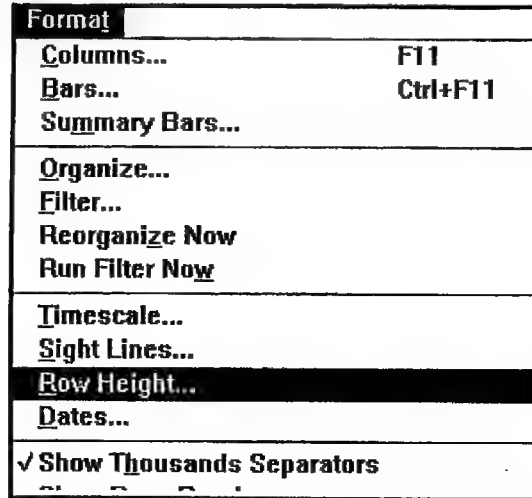 Format
Columns... F11
Bars... Ctrl+F11
Summary Bars...
Organize...
Filter...
Reorganize Now
Run Filter Now
Timescale...
Sight Lines...
Row Height...
Dates...
✓ Show Thousands Separators